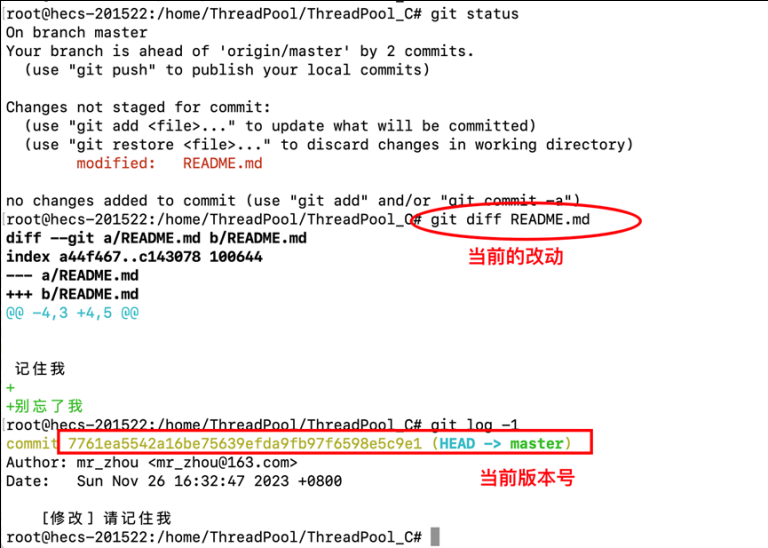 root@hecs-201522:/home/ThreadPool/ThreadPool_C# git status
On branch master
Your branch is ahead of 'origin/master' by 2 commits.
  (use "git push" to publish your local commits)
Changes not staged for commit:
  (use "git add <file>..." to update what will be committed)
  (use "git restore <file>..." to discard changes in working directory)
        modified:   README.md
no changes added to commit (use "git add" and/or "git commit -a")
root@hecs-201522:/home/ThreadPool/ThreadPool_C# git diff README.md
当前的改动
diff --git a/README.md b/README.md
index a44f467..c143078 100644
--- a/README.md
+++ b/README.md
@@ -4,3 +4,5 @@
 记住我
+
+别忘了我
root@hecs-201522:/home/ThreadPool/ThreadPool_C# git log -1
commit 7761ea5542a16be75639efda9fb97f6598e5c9e1 (HEAD -> master)
Author: mr_zhou <mr_zhou@163.com>
Date:   Sun Nov 26 16:32:47 2023 +0800
当前版本号
    [修改] 请记住我
root@hecs-201522:/home/ThreadPool/ThreadPool_C#